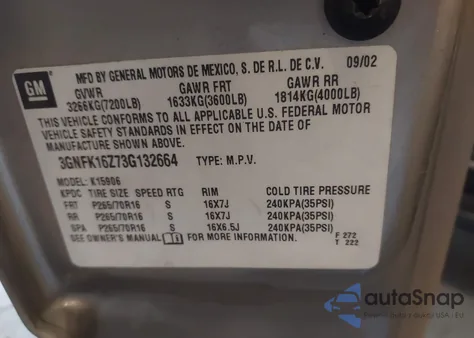 GM
MFD BY GENERAL MOTORS DE MEXICO, S. DE R.L. DE C.V. 09/02
GVWR GAWR FRT GAWR RR
3266KG(7200LB) 1633KG(3600LB) 1814KG(4000LB)
THIS VEHICLE CONFORMS TO ALL APPLICABLE U.S. FEDERAL MOTOR
VEHICLE SAFETY STANDARDS IN EFFECT ON THE DATE OF
MANUFACTURE SHOWN ABOVE.
3GNFK16Z73G132664 TYPE: M.P.V.
MODEL: K15906
KPDC TIRE SIZE SPEED RTG RIM COLD TIRE PRESSURE
FRT P265/70R16 S 16X7J 240KPA(35PSI)
RR P265/70R16 S 16X7J 240KPA(35PSI)
SPA P265/70R16 S 16X6.5J 240KPA(35PSI)
SEE OWNER'S MANUAL FOR MORE INFORMATION. F 272
T 222
autoSnap